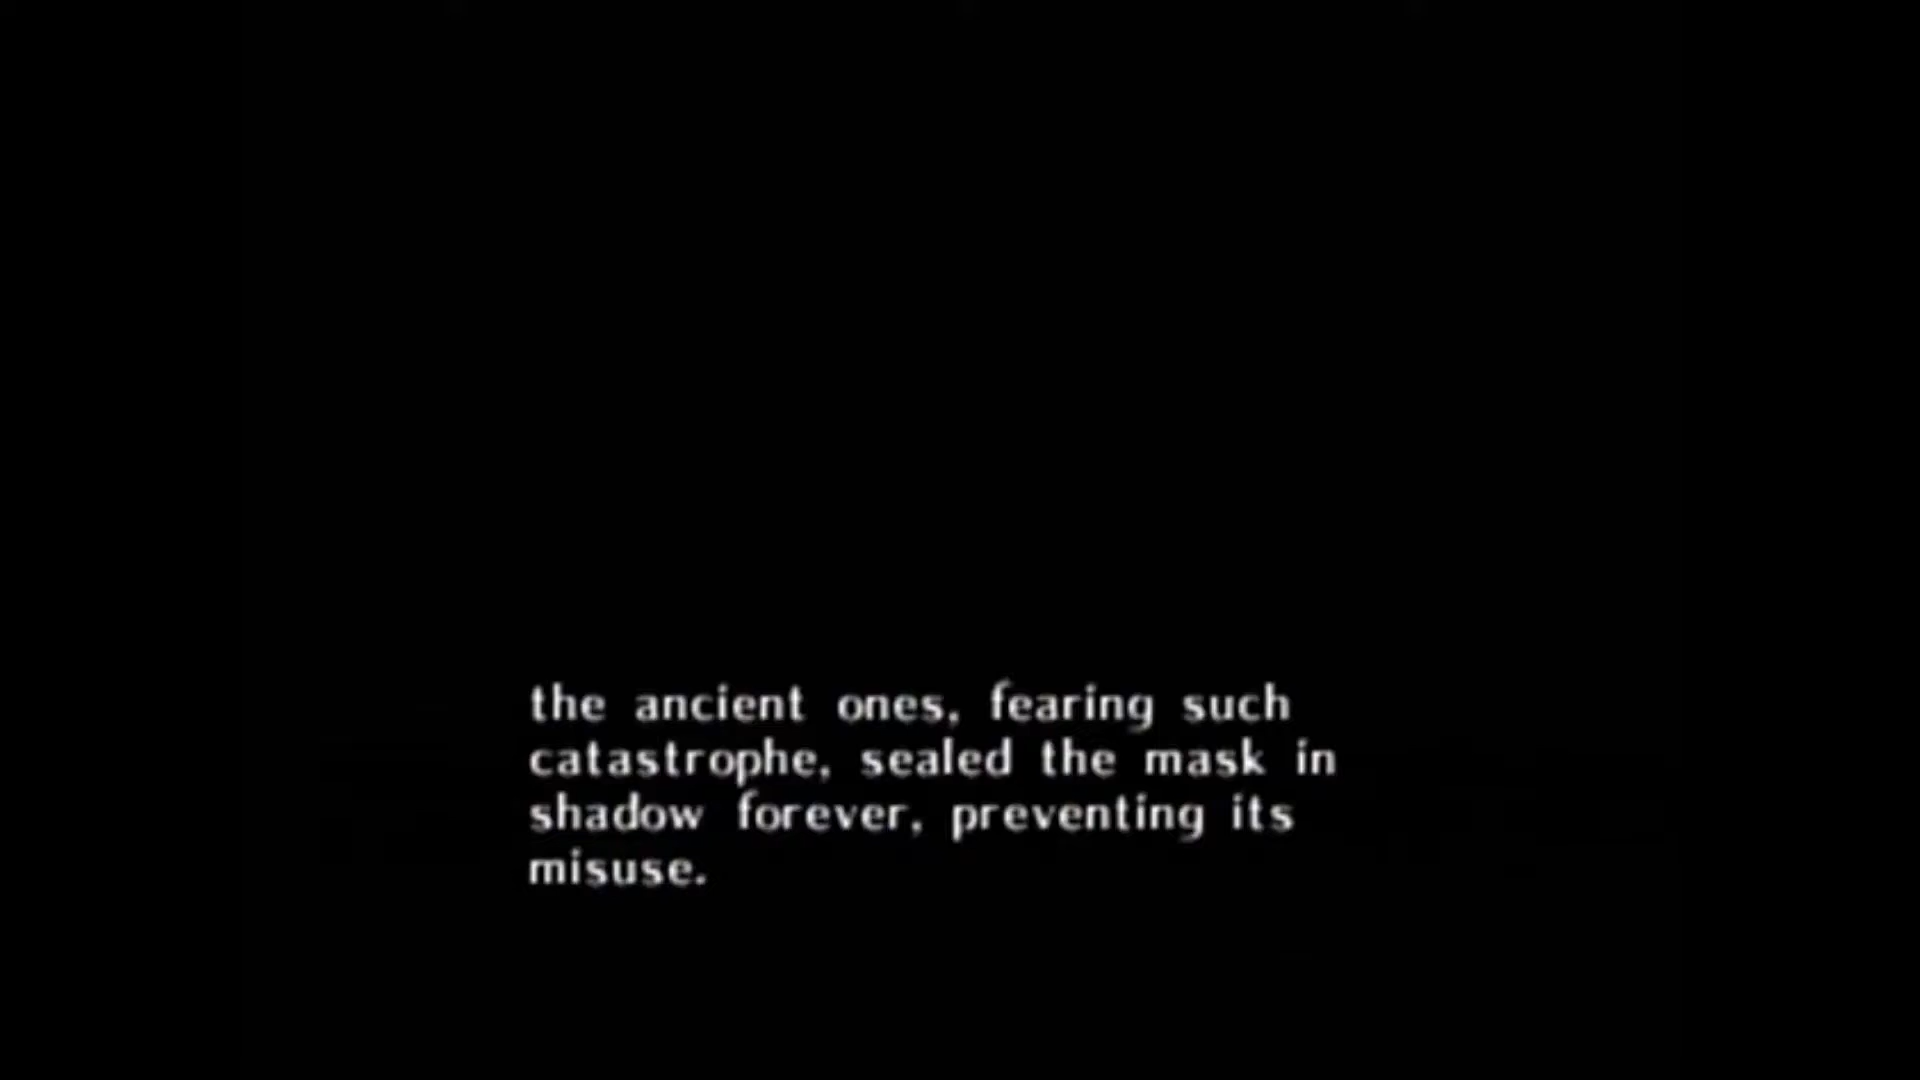 the ancient ones, fearing such
catastrophe, sealed the mask in
shadow forever, preventing its
misuse.